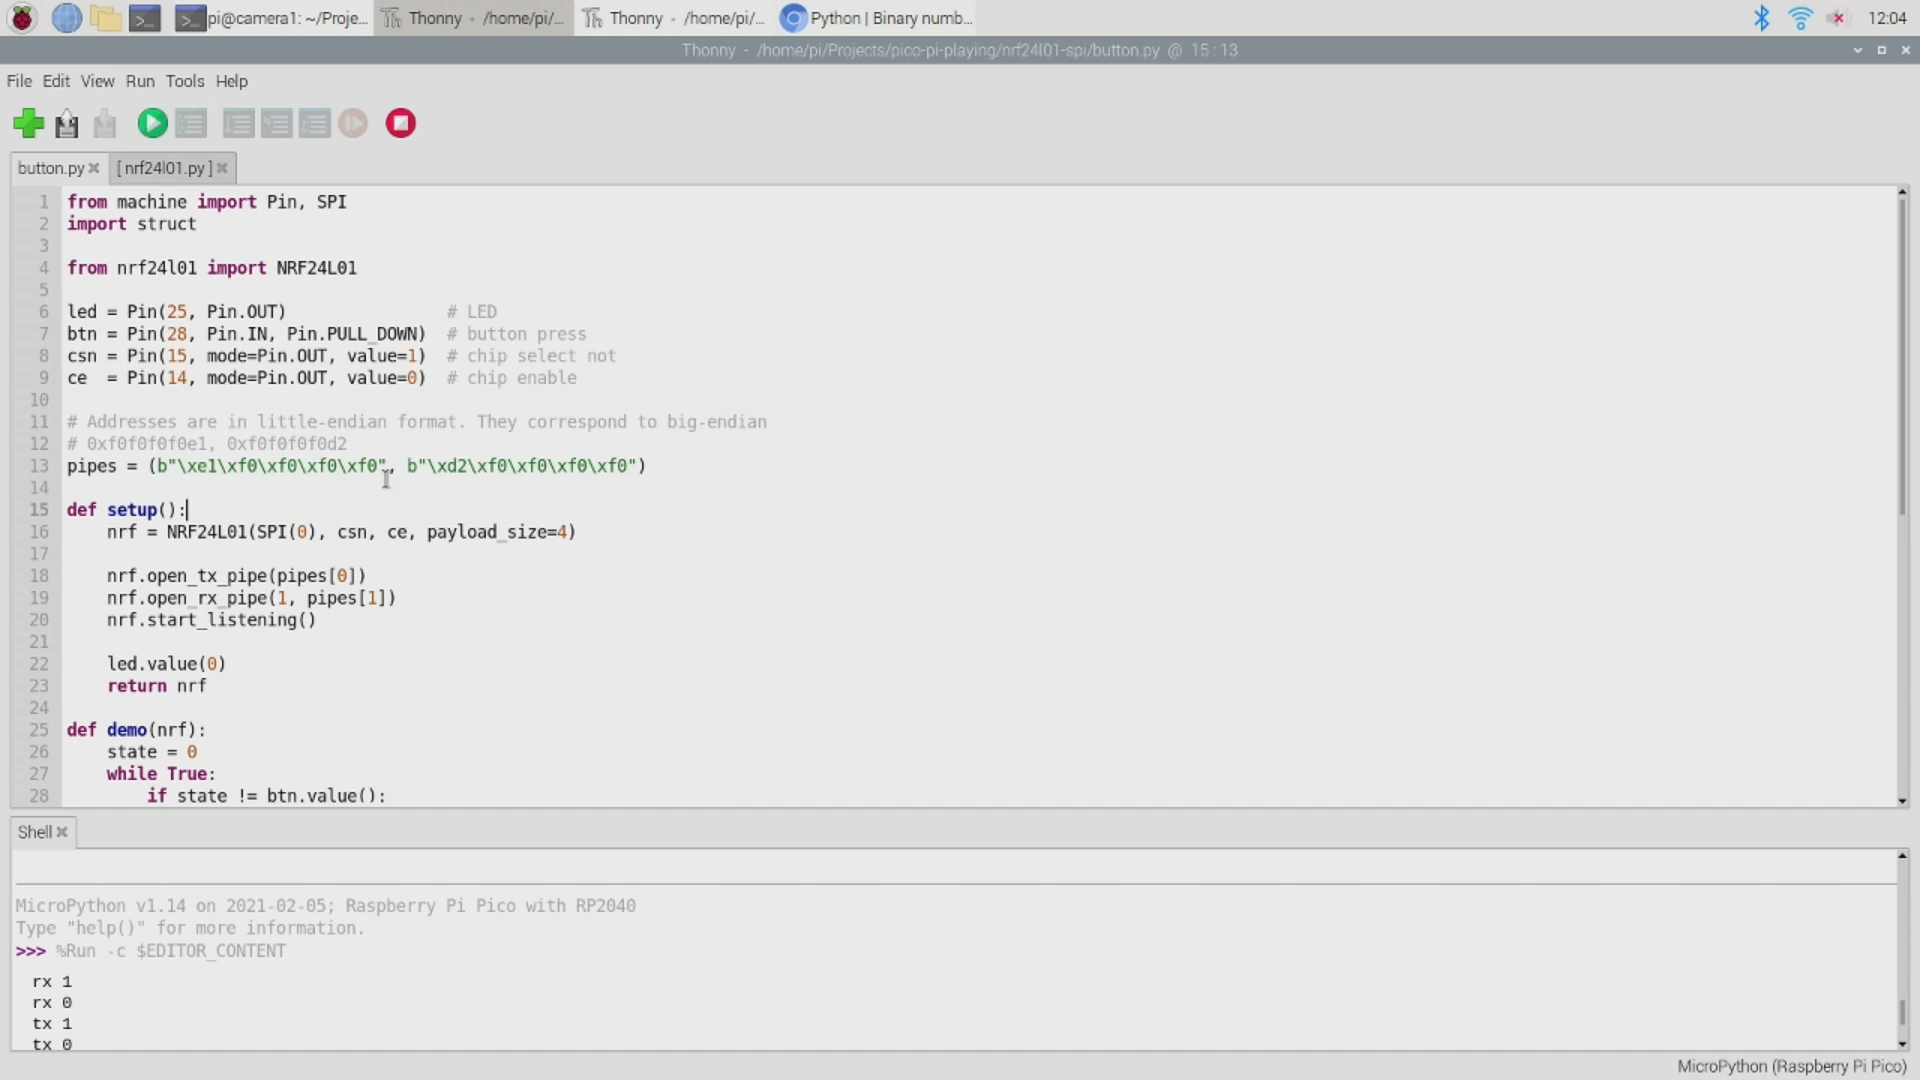 pi@camera1: ~/Proje... Thonny - /home/pi/... Thonny - /home/pi/... Python | Binary numb... 12:04
Thonny - /home/pi/Projects/pico-pi-playing/nrf24l01-spi/button.py @ 15:13
File Edit View Run Tools Help
button.py [ nrf24l01.py ]
1 from machine import Pin, SPI
2 import struct
3
4 from nrf24l01 import NRF24L01
5
6 led = Pin(25, Pin.OUT) # LED
7 btn = Pin(28, Pin.IN, Pin.PULL_DOWN) # button press
8 csn = Pin(15, mode=Pin.OUT, value=1) # chip select not
9 ce = Pin(14, mode=Pin.OUT, value=0) # chip enable
10
11 # Addresses are in little-endian format. They correspond to big-endian
12 # 0xf0f0f0f0e1, 0xf0f0f0f0d2
13 pipes = (b"\xe1\xf0\xf0\xf0\xf0", b"\xd2\xf0\xf0\xf0\xf0")
14
15 def setup():
16 nrf = NRF24L01(SPI(0), csn, ce, payload_size=4)
17
18 nrf.open_tx_pipe(pipes[0])
19 nrf.open_rx_pipe(1, pipes[1])
20 nrf.start_listening()
21
22 led.value(0)
23 return nrf
24
25 def demo(nrf):
26 state = 0
27 while True:
28 if state != btn.value():
Shell
MicroPython v1.14 on 2021-02-05; Raspberry Pi Pico with RP2040
Type "help()" for more information.
>>> %Run -c $EDITOR_CONTENT
rx 1
rx 0
tx 1
tx 0
MicroPython (Raspberry Pi Pico)